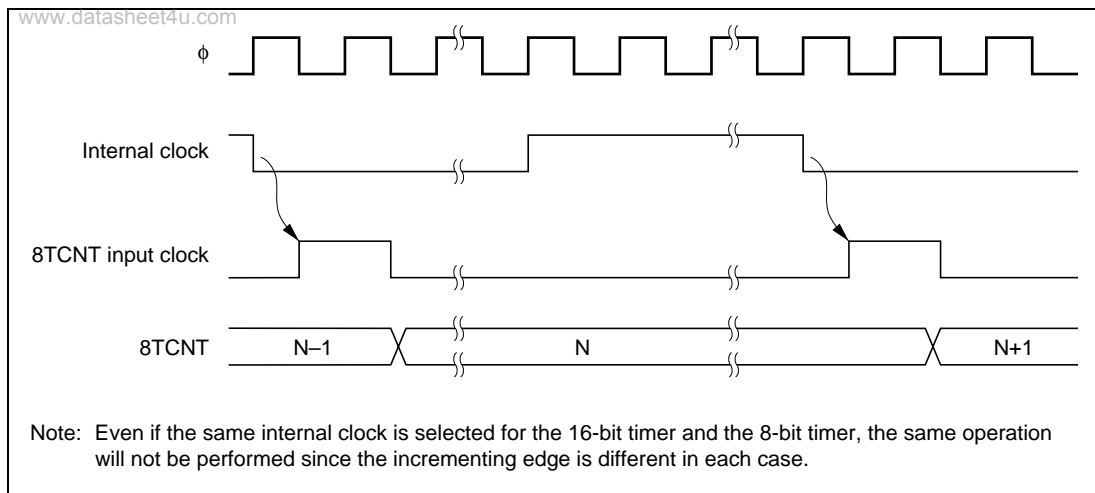 www.datasheet4u.com
ϕ
Internal clock
8TCNT input clock
8TCNT
N–1
N
N+1
Note: Even if the same internal clock is selected for the 16-bit timer and the 8-bit timer, the same operation
will not be performed since the incrementing edge is different in each case.